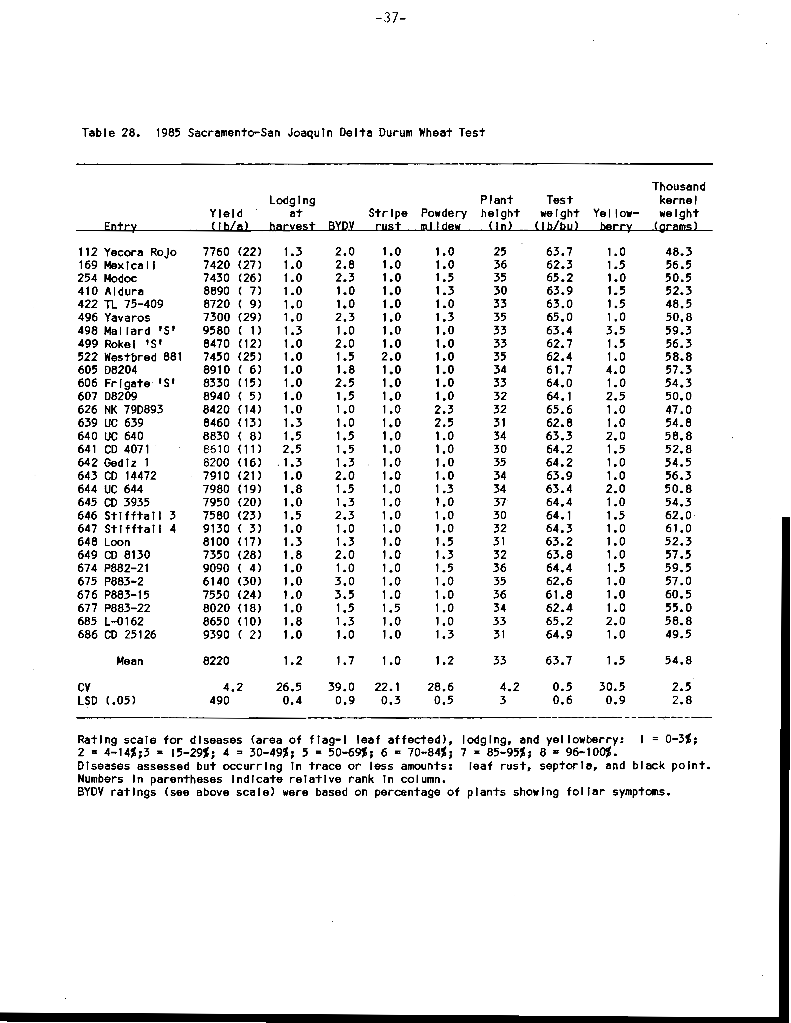 -37-
Table 28. 1985 Sacramento-San Joaquin Delta Durum Wheat Test
Thousand
Lodging Plant Test kernel
Yield at Stripe Powdery height weight Yellow- weight
Entry (lb/a) harvest BYDV rust mildew (in) (lb/bu) berry (grams)
112 Yecora Rojo 7760 (22) 1.3 2.0 1.0 1.0 25 63.7 1.0 48.3
169 Mexicali 7420 (27) 1.0 2.8 1.0 1.0 36 62.3 1.5 56.5
254 Modoc 7430 (26) 1.0 2.3 1.0 1.5 35 65.2 1.0 50.5
410 Aldura 8890 ( 7) 1.0 1.0 1.0 1.3 30 63.9 1.5 52.3
422 TL 75-409 8720 ( 9) 1.0 1.0 1.0 1.0 33 63.0 1.5 48.5
496 Yavaros 7300 (29) 1.0 2.3 1.0 1.3 35 65.0 1.0 50.8
498 Mallard 'S' 9580 ( 1) 1.3 1.0 1.0 1.0 33 63.4 3.5 59.3
499 Rokel 'S' 8470 (12) 1.0 2.0 1.0 1.0 33 62.7 1.5 56.3
522 Westbred 881 7450 (25) 1.0 1.5 2.0 1.0 35 62.4 1.0 58.8
605 D8204 8910 ( 6) 1.0 1.8 1.0 1.0 34 61.7 4.0 57.3
606 Frigate 'S' 8330 (15) 1.0 2.5 1.0 1.0 33 64.0 1.0 54.3
607 D8209 8940 ( 5) 1.0 1.5 1.0 1.0 32 64.1 2.5 50.0
626 NK 79D893 8420 (14) 1.0 1.0 1.0 2.3 32 65.6 1.0 47.0
639 UC 639 8460 (13) 1.3 1.0 1.0 2.5 31 62.8 1.0 54.8
640 UC 640 8830 ( 8) 1.5 1.5 1.0 1.0 34 63.3 2.0 58.8
641 CD 4071 8610 (11) 2.5 1.5 1.0 1.0 30 64.2 1.5 52.8
642 Gediz 1 8200 (16) 1.3 1.3 1.0 1.0 35 64.2 1.0 54.5
643 CD 14472 7910 (21) 1.0 2.0 1.0 1.0 34 63.9 1.0 56.3
644 UC 644 7980 (19) 1.8 1.5 1.0 1.3 34 63.4 2.0 50.8
645 CD 3935 7950 (20) 1.0 1.3 1.0 1.0 37 64.4 1.0 54.3
646 Stifftail 3 7580 (23) 1.5 2.3 1.0 1.0 30 64.1 1.5 62.0
647 Stifftail 4 9130 ( 3) 1.0 1.0 1.0 1.0 32 64.3 1.0 61.0
648 Loon 8100 (17) 1.3 1.3 1.0 1.5 31 63.2 1.0 52.3
649 CD 8130 7350 (28) 1.8 2.0 1.0 1.3 32 63.8 1.0 57.5
674 P882-21 9090 ( 4) 1.0 1.0 1.0 1.5 36 64.4 1.5 59.5
675 P883-2 6140 (30) 1.0 3.0 1.0 1.0 35 62.6 1.0 57.0
676 P883-15 7550 (24) 1.0 3.5 1.0 1.0 36 61.8 1.0 60.5
677 P883-22 8020 (18) 1.0 1.5 1.5 1.0 34 62.4 1.0 55.0
685 L-0162 8650 (10) 1.8 1.3 1.0 1.0 33 65.2 2.0 58.8
686 CD 25126 9390 ( 2) 1.0 1.0 1.0 1.3 31 64.9 1.0 49.5
Mean 8220 1.2 1.7 1.0 1.2 33 63.7 1.5 54.8
CV 4.2 26.5 39.0 22.1 28.6 4.2 0.5 30.5 2.5
LSD (.05) 490 0.4 0.9 0.3 0.5 3 0.6 0.9 2.8
Rating scale for diseases (area of flag-1 leaf affected), lodging, and yellowberry: 1 = 0-3%;
2 = 4-14%;3 = 15-29%; 4 = 30-49%; 5 = 50-69%; 6 = 70-84%; 7 = 85-95%; 8 = 96-100%.
Diseases assessed but occurring in trace or less amounts: leaf rust, septoria, and black point.
Numbers in parentheses indicate relative rank in column.
BYDV ratings (see above scale) were based on percentage of plants showing foliar symptoms.